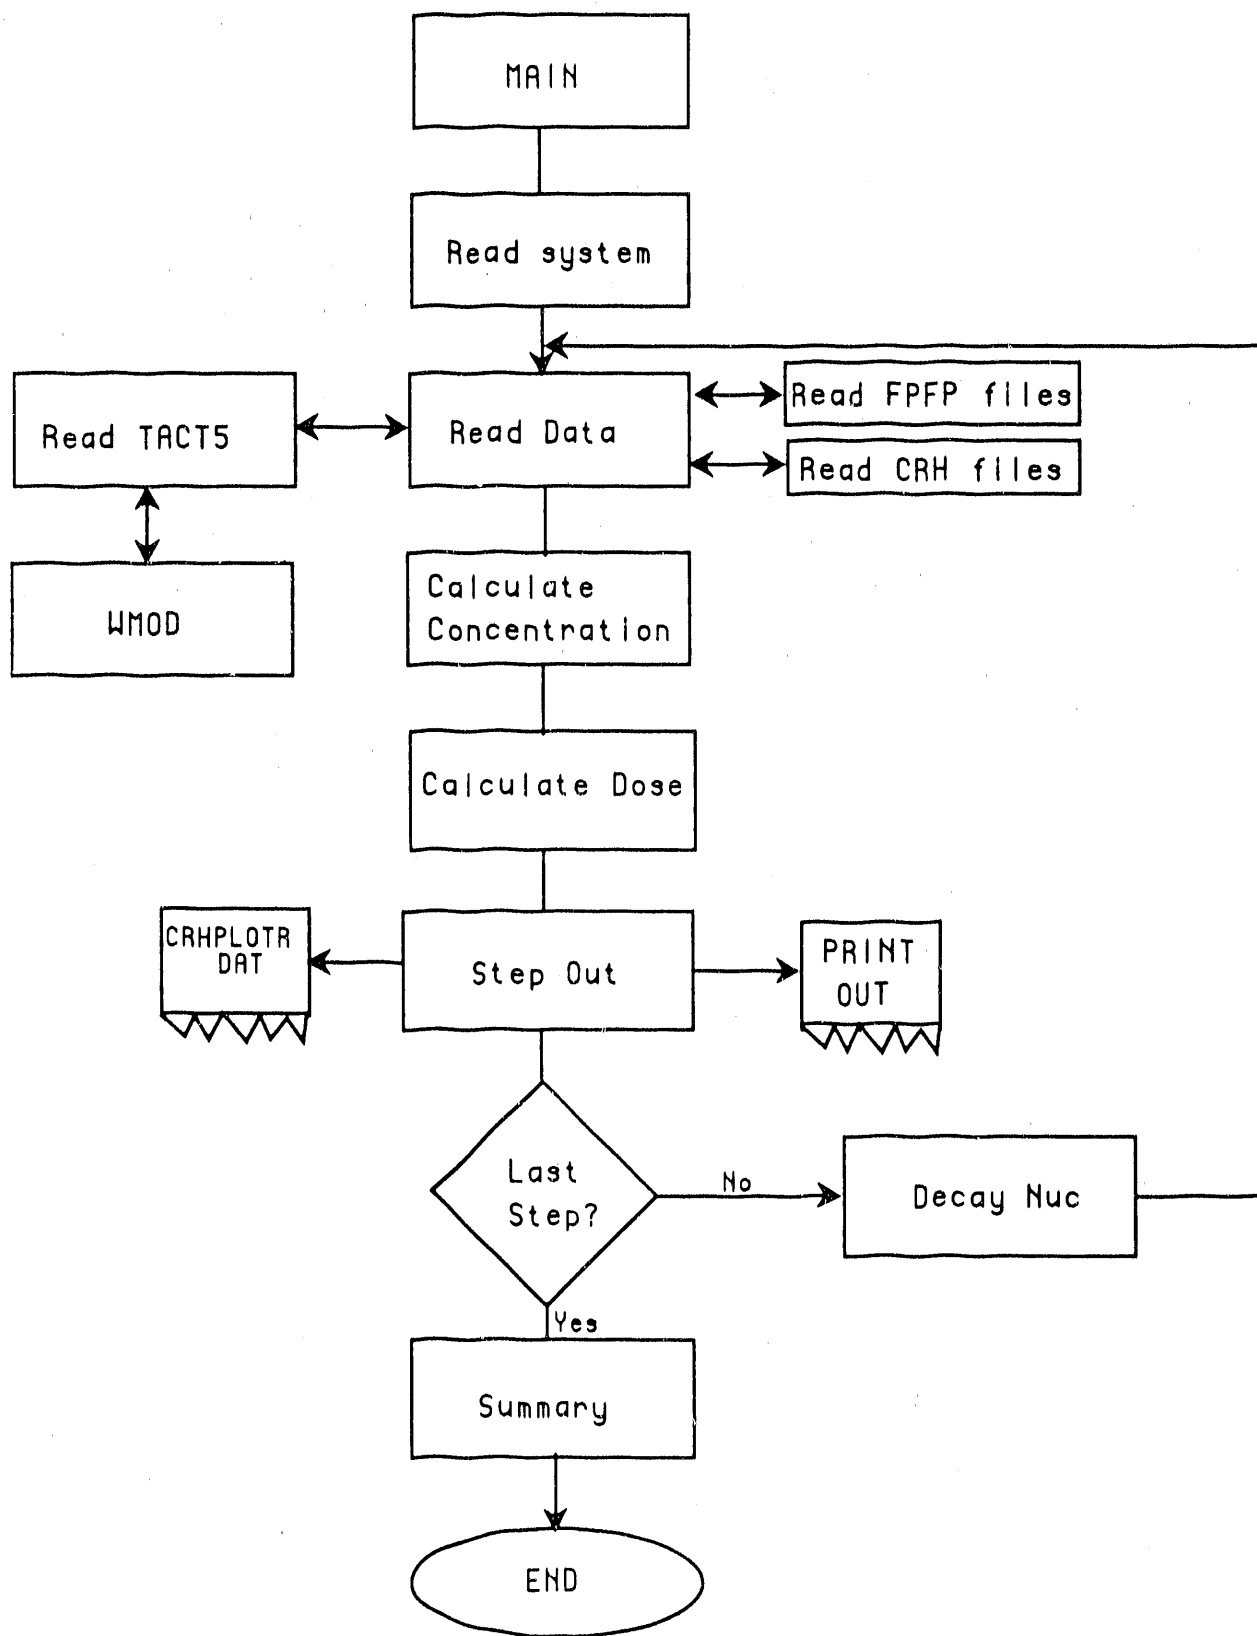 MAIN
Read system
Read TACT5
Read Data
Read FPFP files
Read CRH files
WMOD
Calculate
Concentration
Calculate Dose
CRHPLOTR
DAT
Step Out
PRINT
OUT
Last
Step?
No
Decay Nuc
Yes
Summary
END